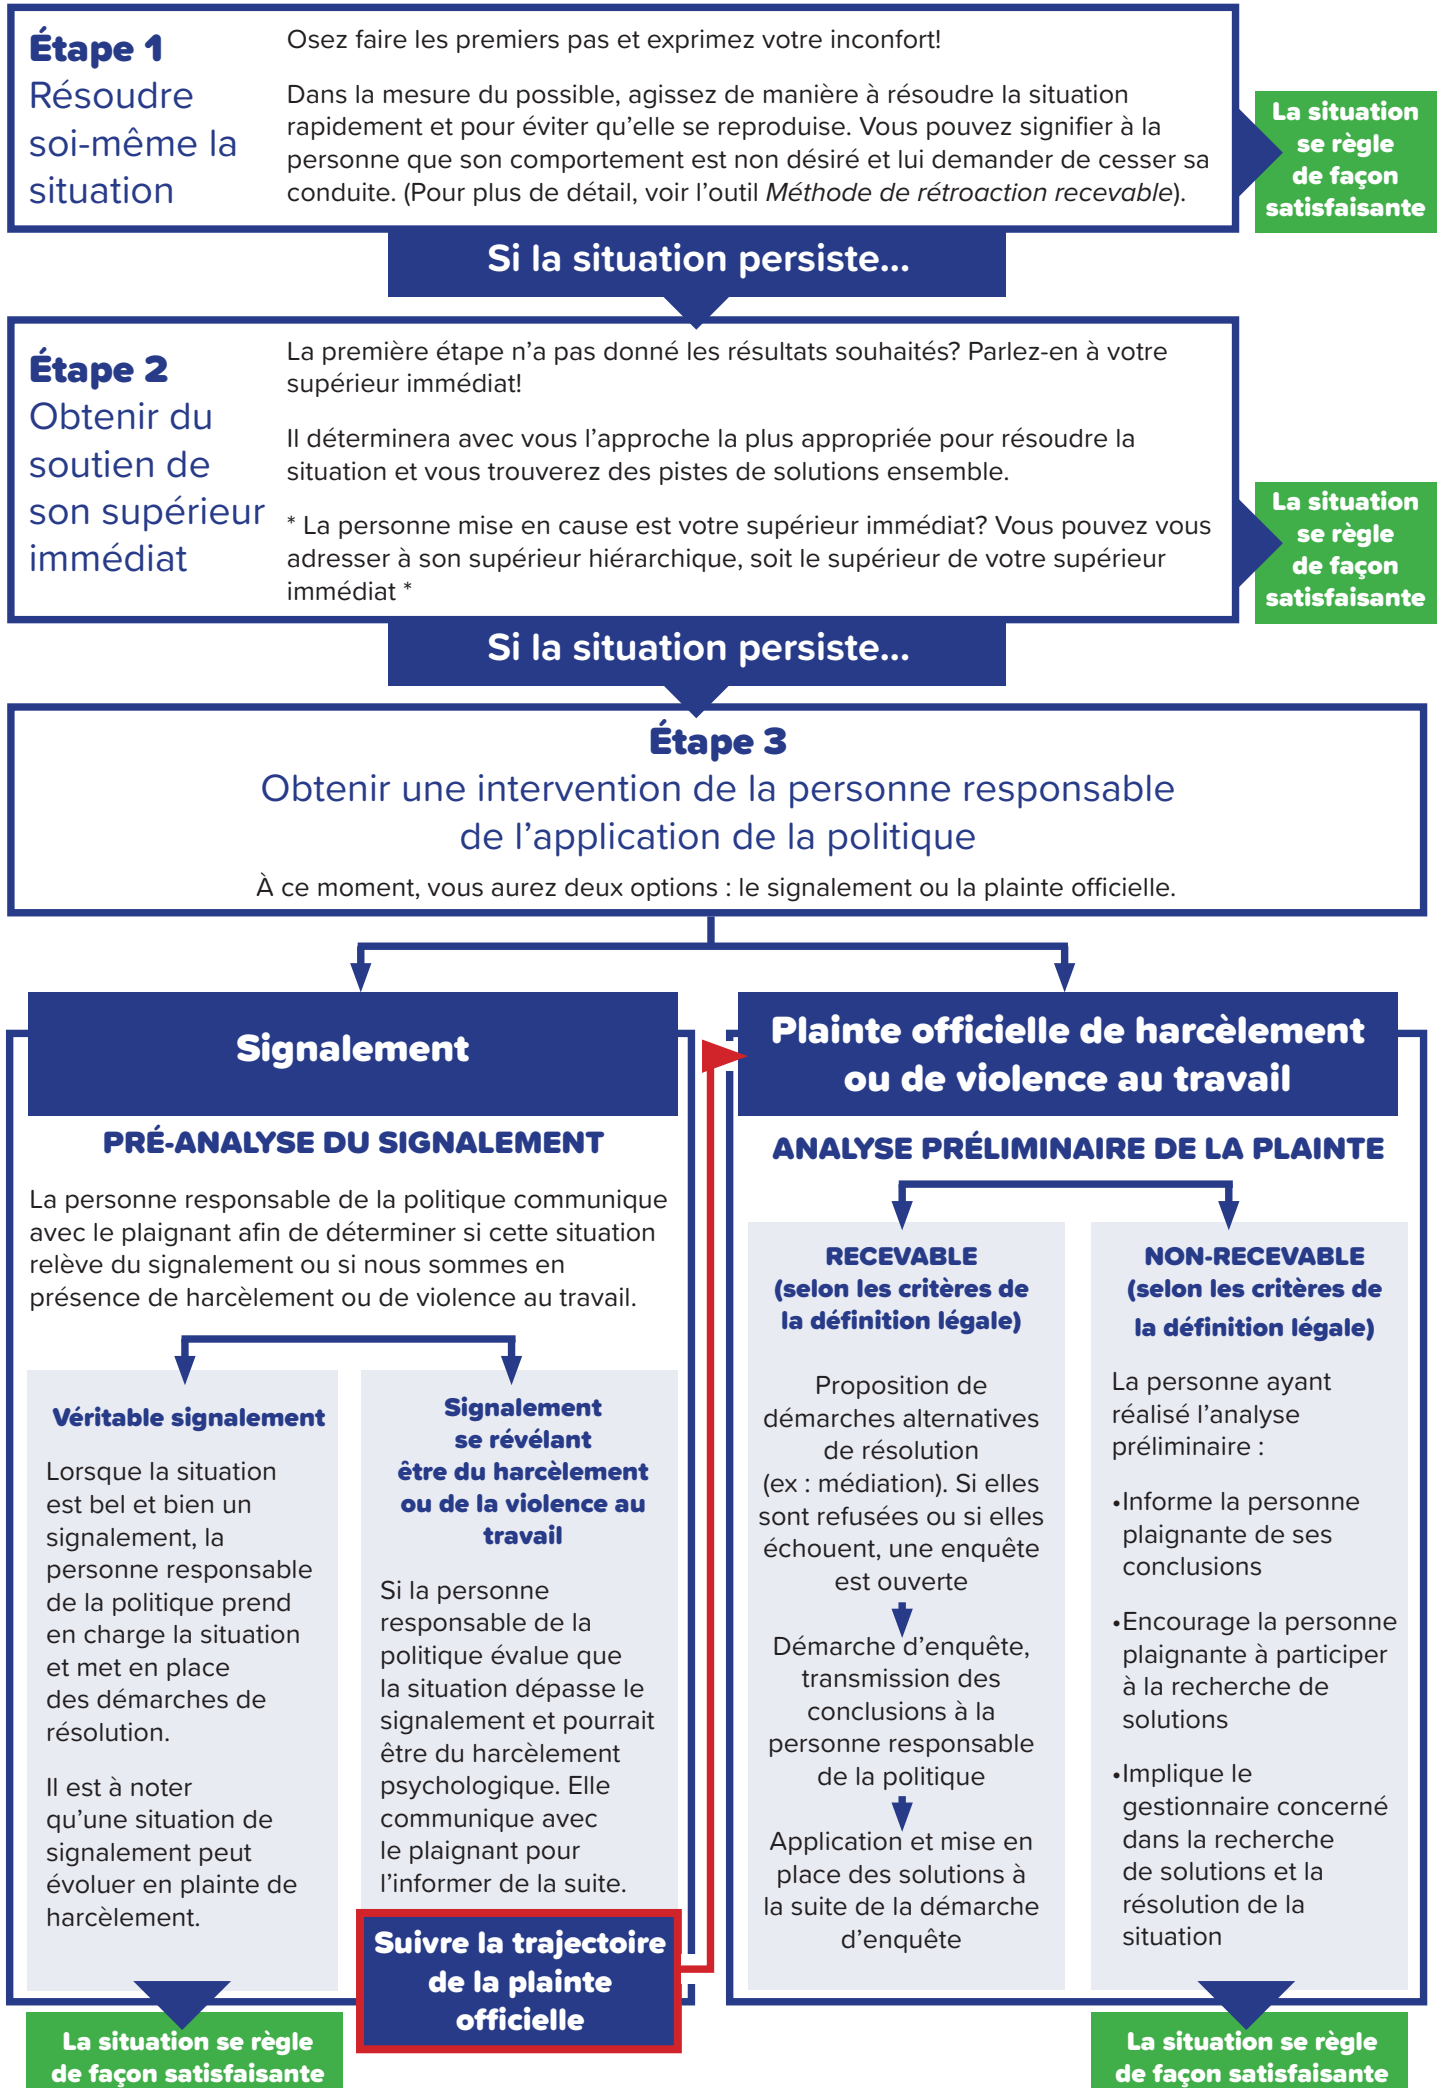 Étape 1
Résoudre
soi-même la
situation
Osez faire les premiers pas et exprimez votre inconfort!
Dans la mesure du possible, agissez de manière à résoudre la situation
rapidement et pour éviter qu’elle se reproduise. Vous pouvez signifier à la
personne que son comportement est non désiré et lui demander de cesser sa
conduite. (Pour plus de détail, voir l’outil Méthode de rétroaction recevable).
La situation
se règle
de façon
satisfaisante
Si la situation persiste...
Étape 2
Obtenir du
soutien de
son supérieur
immédiat
La première étape n’a pas donné les résultats souhaités? Parlez-en à votre
supérieur immédiat!
Il déterminera avec vous l’approche la plus appropriée pour résoudre la
situation et vous trouverez des pistes de solutions ensemble.
* La personne mise en cause est votre supérieur immédiat? Vous pouvez vous
adresser à son supérieur hiérarchique, soit le supérieur de votre supérieur
immédiat *
La situation
se règle
de façon
satisfaisante
Si la situation persiste...
Étape 3
Obtenir une intervention de la personne responsable
de l’application de la politique
À ce moment, vous aurez deux options : le signalement ou la plainte officielle.
Signalement
PRÉ-ANALYSE DU SIGNALEMENT
La personne responsable de la politique communique
avec le plaignant afin de déterminer si cette situation
relève du signalement ou si nous sommes en
présence de harcèlement ou de violence au travail.
Véritable signalement
Lorsque la situation
est bel et bien un
signalement, la
personne responsable
de la politique prend
en charge la situation
et met en place
des démarches de
résolution.
Il est à noter
qu’une situation de
signalement peut
évoluer en plainte de
harcèlement.
La situation se règle
de façon satisfaisante
Signalement
se révélant
être du harcèlement
ou de la violence au
travail
Si la personne
responsable de la
politique évalue que
la situation dépasse le
signalement et pourrait
être du harcèlement
psychologique. Elle
communique avec
le plaignant pour
l’informer de la suite.
Suivre la trajectoire
de la plainte
officielle
Plainte officielle de harcèlement
ou de violence au travail
ANALYSE PRÉLIMINAIRE DE LA PLAINTE
RECEVABLE
(selon les critères de
la définition légale)
Proposition de
démarches alternatives
de résolution
(ex : médiation). Si elles
sont refusées ou si elles
échouent, une enquête
est ouverte
Démarche d’enquête,
transmission des
conclusions à la
personne responsable
de la politique
Application et mise en
place des solutions à
la suite de la démarche
d’enquête
NON-RECEVABLE
(selon les critères de
la définition légale)
La personne ayant
réalisé l’analyse
préliminaire :
•Informe la personne
plaignante de ses
conclusions
•Encourage la personne
plaignante à participer
à la recherche de
solutions
•Implique le
gestionnaire concerné
dans la recherche
de solutions et la
résolution de la
situation
La situation se règle
de façon satisfaisante